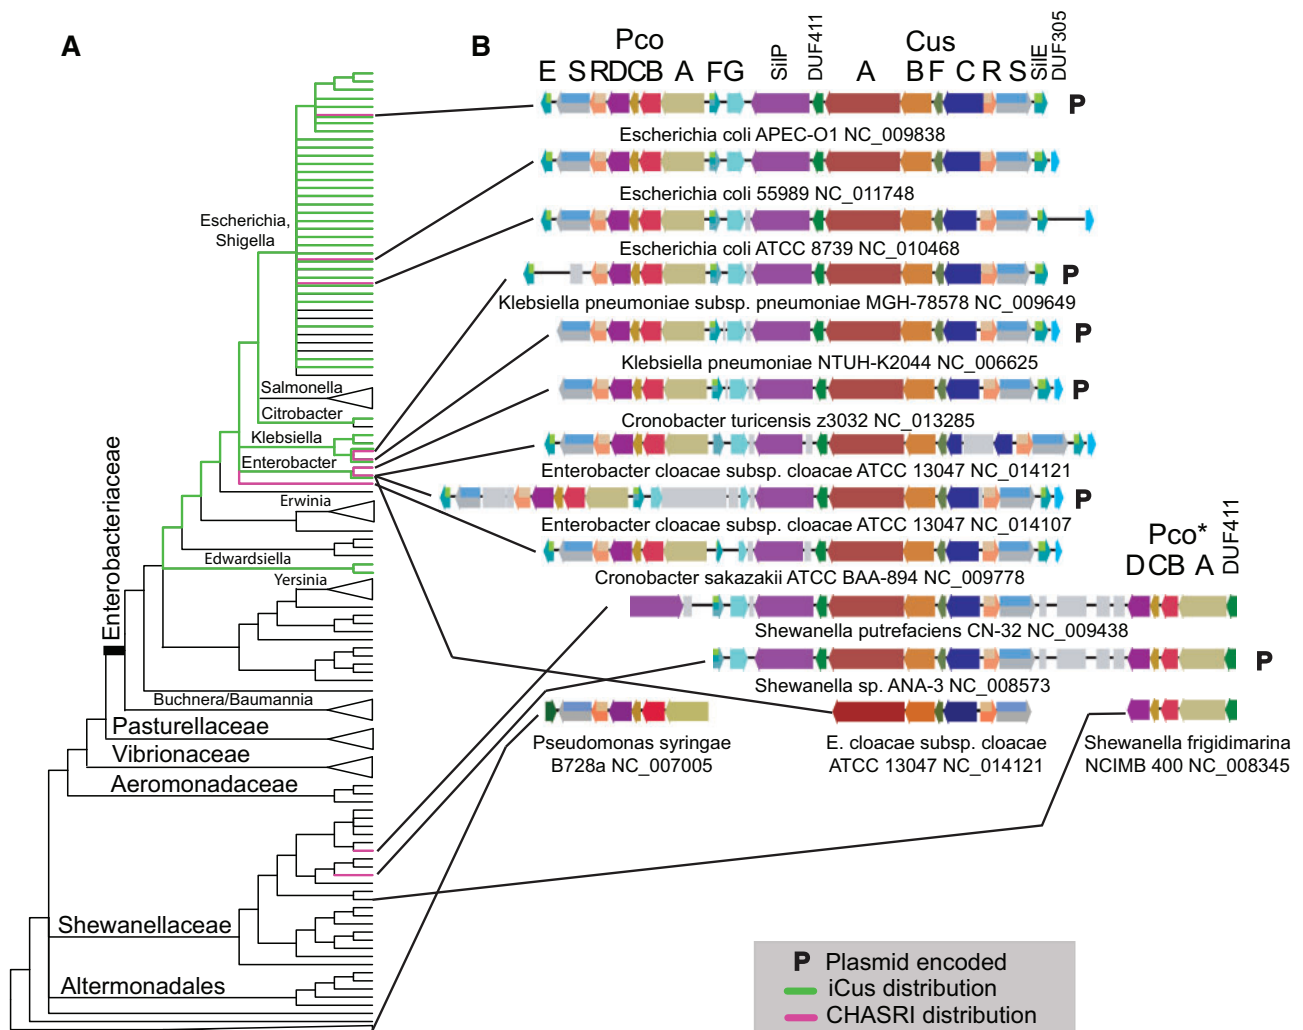 A
B
Pco
Cus
E S R D C B A F G SilP DUF411 A B F C R S SilE DUF305
P
Escherichia coli APEC-O1 NC_009838
Escherichia coli 55989 NC_011748
Escherichia coli ATCC 8739 NC_010468
P
Klebsiella pneumoniae subsp. pneumoniae MGH-78578 NC_009649
P
Klebsiella pneumoniae NTUH-K2044 NC_006625
P
Cronobacter turicensis z3032 NC_013285
Enterobacter cloacae subsp. cloacae ATCC 13047 NC_014121
P
Enterobacter cloacae subsp. cloacae ATCC 13047 NC_014107
Cronobacter sakazakii ATCC BAA-894 NC_009778
Pco*
D C B A DUF411
Shewanella putrefaciens CN-32 NC_009438
P
Shewanella sp. ANA-3 NC_008573
Pseudomonas syringae
B728a NC_007005
E. cloacae subsp. cloacae
ATCC 13047 NC_014121
Shewanella frigidimarina
NCIMB 400 NC_008345
Escherichia,
Shigella
Salmonella
Citrobacter
Klebsiella
Enterobacter
Erwinia
Edwardsiella
Yersinia
Enterobacteriaceae
Buchnera/Baumannia
Pasturellaceae
Vibrionaceae
Aeromonadaceae
Shewanellaceae
Altermonadales
P Plasmid encoded
iCus distribution
CHASRI distribution